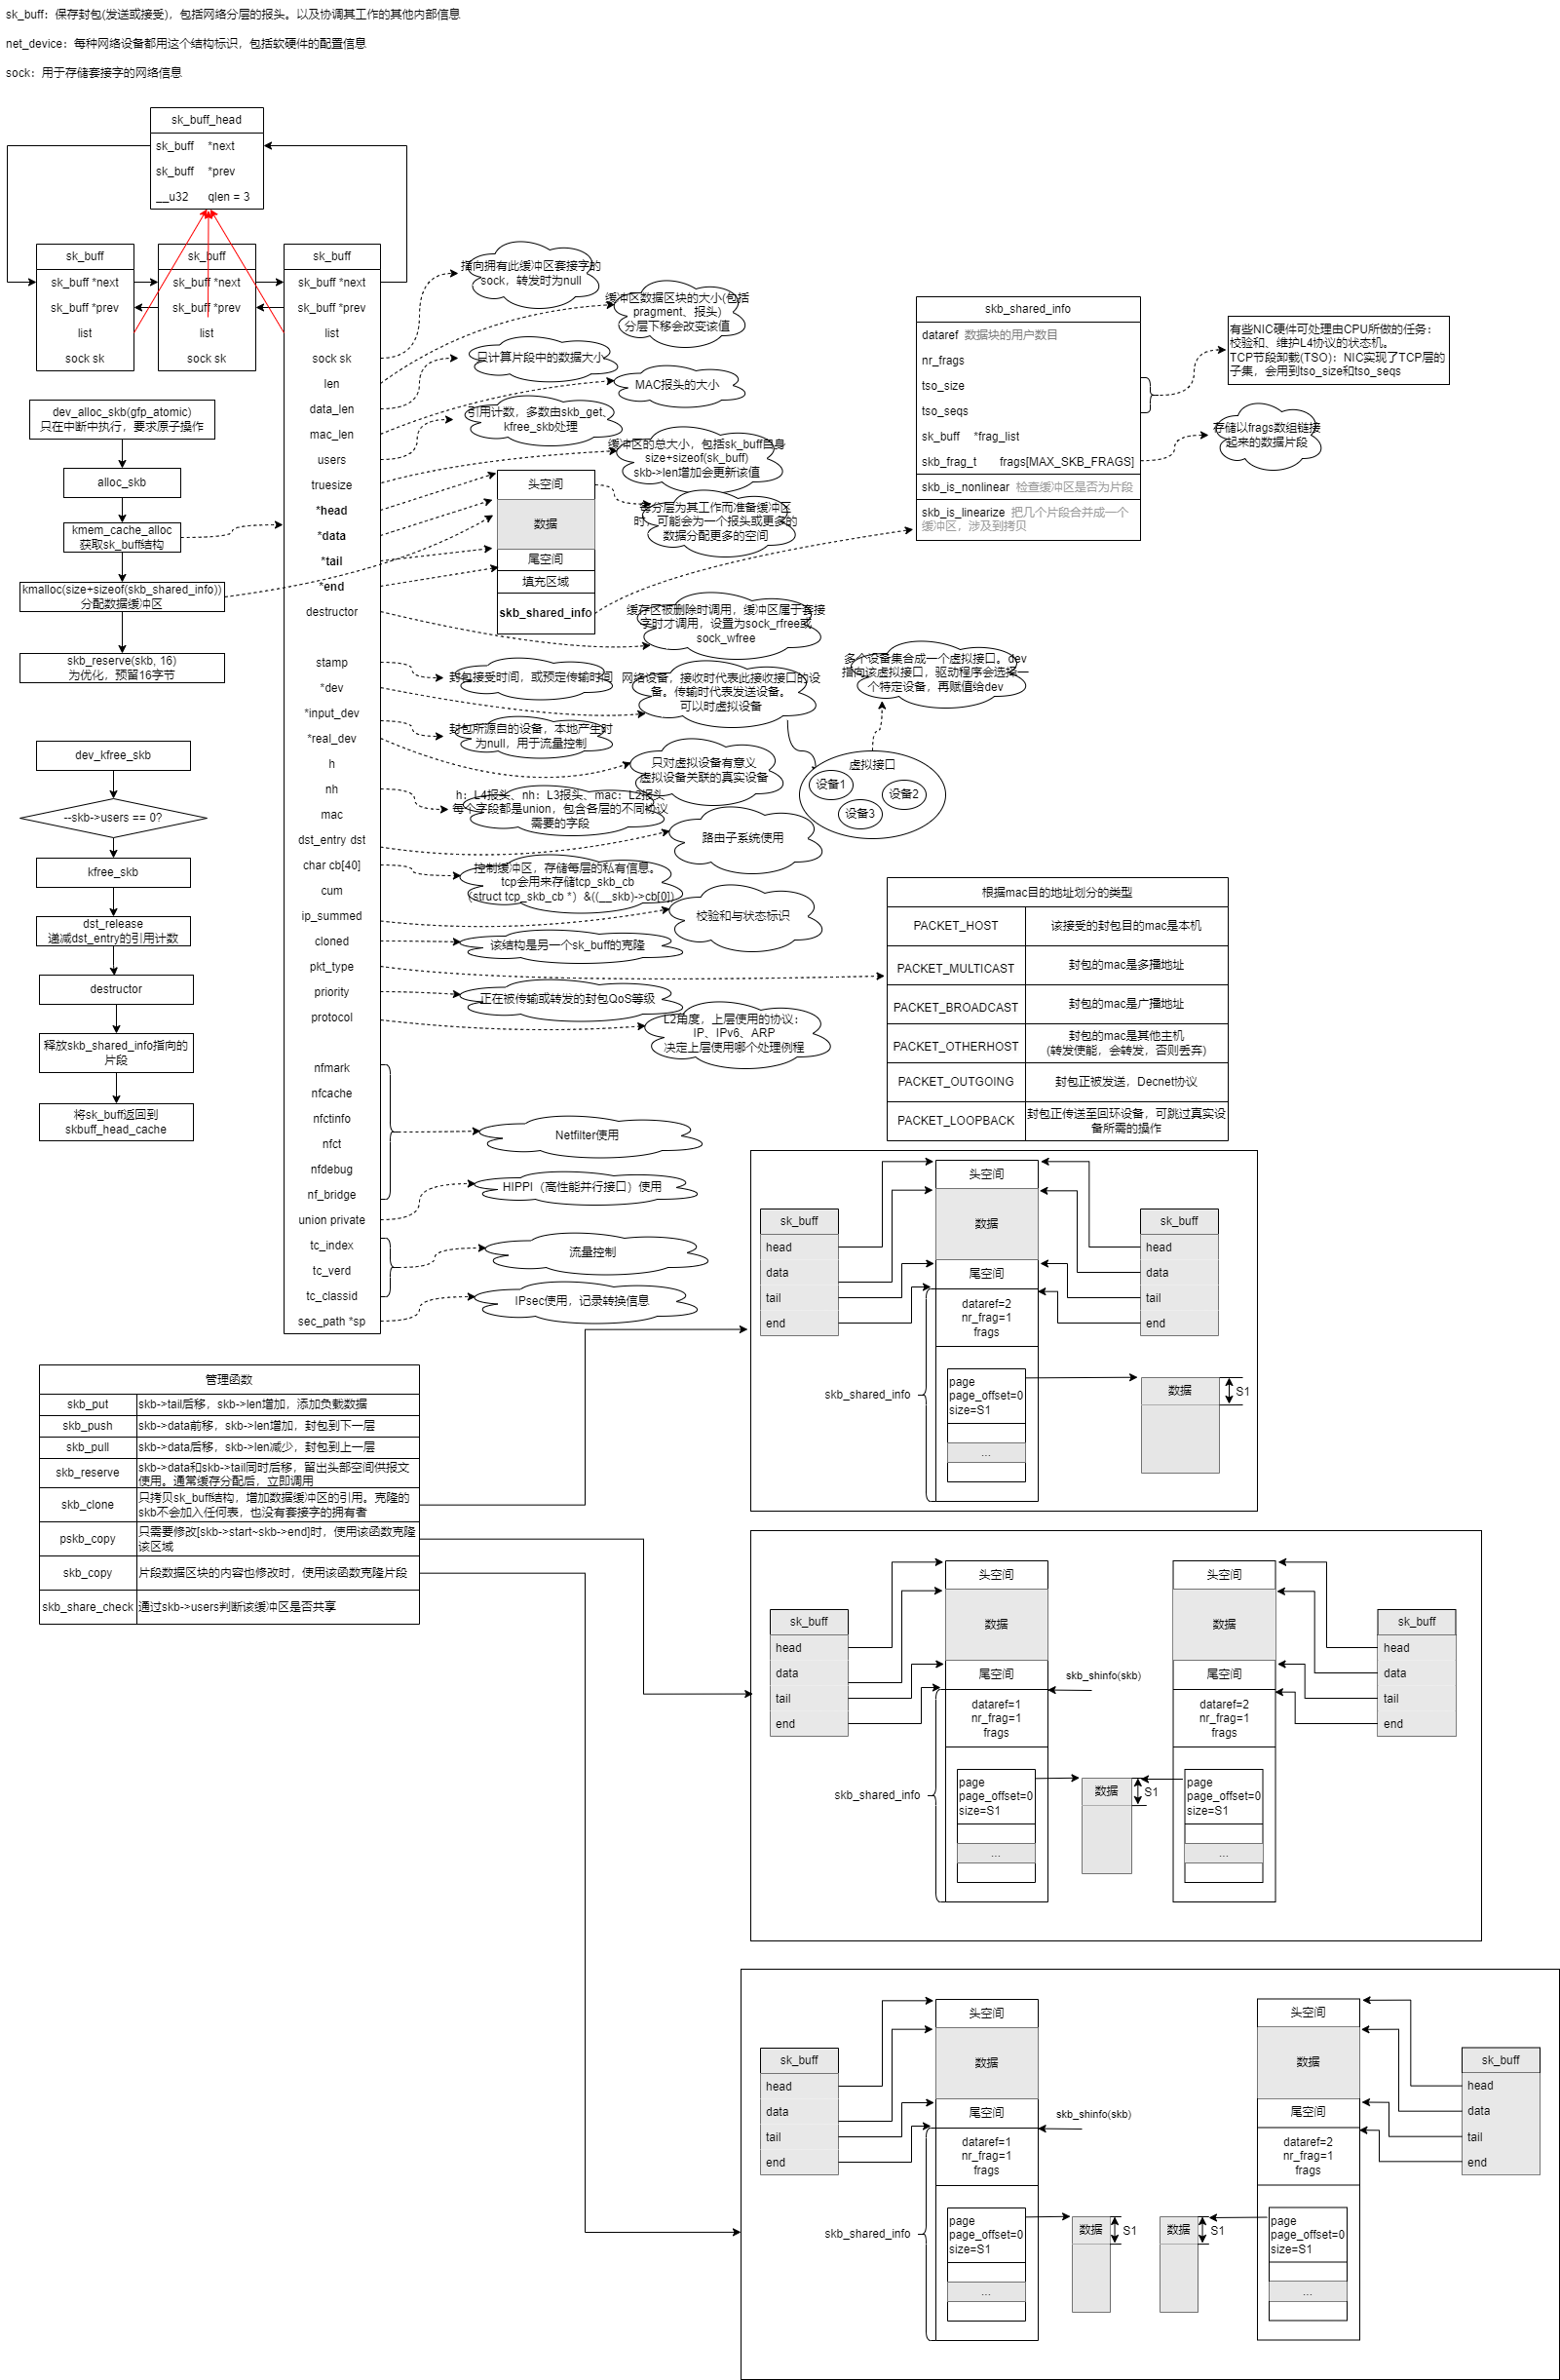 sk_buff：保存封包(发送或接受)，包括网络分层的报头。以及协调其工作的其他内部信息
net_device：每种网络设备都用这个结构标识，包括软硬件的配置信息
sock：用于存储套接字的网络信息
sk_buff_head
sk_buff *next
sk_buff *prev
__u32 qlen = 3
sk_buff
sk_buff *next
sk_buff *prev
list
sock sk
sk_buff
sk_buff *next
sk_buff *prev
list
sock sk
sk_buff
sk_buff *next
sk_buff *prev
list
sock sk
len
data_len
mac_len
users
truesize
*head
*data
*tail
*end
destructor
stamp
*dev
*input_dev
*real_dev
h
nh
mac
dst_entry dst
char cb[40]
cum
ip_summed
cloned
pkt_type
priority
protocol
nfmark
nfcache
nfctinfo
nfct
nfdebug
nf_bridge
union private
tc_index
tc_verd
tc_classid
sec_path *sp
dev_alloc_skb(gfp_atomic)
只在中断中执行，要求原子操作
alloc_skb
kmem_cache_alloc
获取sk_buff结构
kmalloc(size+sizeof(skb_shared_info))
分配数据缓冲区
skb_reserve(skb, 16)
为优化，预留16字节
dev_kfree_skb
--skb->users == 0?
kfree_skb
dst_release
递减dst_entry的引用计数
destructor
释放skb_shared_info指向的
片段
将sk_buff返回到
skbuff_head_cache
指向拥有此缓冲区套接字的
sock，转发时为null
缓冲区数据区块的大小(包括
pragment、报头)
分层下移会改变该值
只计算片段中的数据大小
MAC报头的大小
引用计数，多数由skb_get、
kfree_skb处理
缓冲区的总大小，包括sk_buff自身
size+sizeof(sk_buff)
skb->len增加会更新该值
头空间
数据
尾空间
填充区域
skb_shared_info
每分层为其工作而准备缓冲区
时，可能会为一个报头或更多的
数据分配更多的空间
缓存区被删除时调用，缓冲区属于套接
字时才调用，设置为sock_rfree或
sock_wfree
封包接受时间，或预定传输时间
网络设备，接收时代表此接收接口的设
备。传输时代表发送设备。
可以时虚拟设备
多个设备集合成一个虚拟接口。dev
指向该虚拟接口，驱动程序会选择一
个特定设备，再赋值给dev
封包所源自的设备，本地产生时
为null，用于流量控制
只对虚拟设备有意义
虚拟设备关联的真实设备
虚拟接口
设备1
设备2
设备3
h：L4报头、nh：L3报头、mac：L2报头
每个字段都是union，包含各层的不同协议
需要的字段
路由子系统使用
控制缓冲区，存储每层的私有信息。
tcp会用来存储tcp_skb_cb
（struct tcp_skb_cb *）&((__skb)->cb[0])
校验和与状态标识
该结构是另一个sk_buff的克隆
正在被传输或转发的封包QoS等级
L2角度，上层使用的协议：
IP、IPv6、ARP
决定上层使用哪个处理例程
Netfilter使用
HIPPI（高性能并行接口）使用
流量控制
IPsec使用，记录转换信息
skb_shared_info
dataref 数据块的用户数目
nr_frags
tso_size
tso_seqs
sk_buff *frag_list
skb_frag_t frags[MAX_SKB_FRAGS]
skb_is_nonlinear 检查缓冲区是否为片段
skb_is_linearize 把几个片段合并成一个
缓冲区，涉及到拷贝
有些NIC硬件可处理由CPU所做的任务：
校验和、维护L4协议的状态机。
TCP节段卸载(TSO)：NIC实现了TCP层的
子集，会用到tso_size和tso_seqs
存储以frags数组链接
起来的数据片段
根据mac目的地址划分的类型
PACKET_HOST 该接受的封包目的mac是本机
PACKET_MULTICAST 封包的mac是多播地址
PACKET_BROADCAST 封包的mac是广播地址
PACKET_OTHERHOST 封包的mac是其他主机
(转发使能，会转发，否则丢弃)
PACKET_OUTGOING 封包正被发送，Decnet协议
PACKET_LOOPBACK 封包正传送至回环设备，可跳过真实设
备所需的操作
管理函数
skb_put skb->tail后移，skb->len增加，添加负载数据
skb_push skb->data前移，skb->len增加，封包到下一层
skb_pull skb->data后移，skb->len减少，封包到上一层
skb_reserve skb->data和skb->tail同时后移，留出头部空间供报文
使用。通常缓存分配后，立即调用
skb_clone 只拷贝sk_buff结构，增加数据缓冲区的引用。克隆的
skb不会加入任何表，也没有套接字的拥有者
pskb_copy 只需要修改[skb->start~skb->end]时，使用该函数克隆
该区域
skb_copy 片段数据区块的内容也修改时，使用该函数克隆片段
skb_share_check 通过skb->users判断该缓冲区是否共享
sk_buff
head
data
tail
end
头空间
数据
尾空间
dataref=2
nr_frag=1
frags
skb_shared_info
page
page_offset=0
size=S1
...
sk_buff
head
data
tail
end
数据
S1
sk_buff
head
data
tail
end
头空间
数据
尾空间
skb_shinfo(skb)
dataref=1
nr_frag=1
frags
skb_shared_info
page
page_offset=0
size=S1
...
数据
S1
头空间
数据
尾空间
dataref=2
nr_frag=1
frags
page
page_offset=0
size=S1
...
sk_buff
head
data
tail
end
sk_buff
head
data
tail
end
头空间
数据
尾空间
skb_shinfo(skb)
dataref=1
nr_frag=1
frags
skb_shared_info
page
page_offset=0
size=S1
...
数据
S1
数据
S1
头空间
数据
尾空间
dataref=2
nr_frag=1
frags
page
page_offset=0
size=S1
...
sk_buff
head
data
tail
end